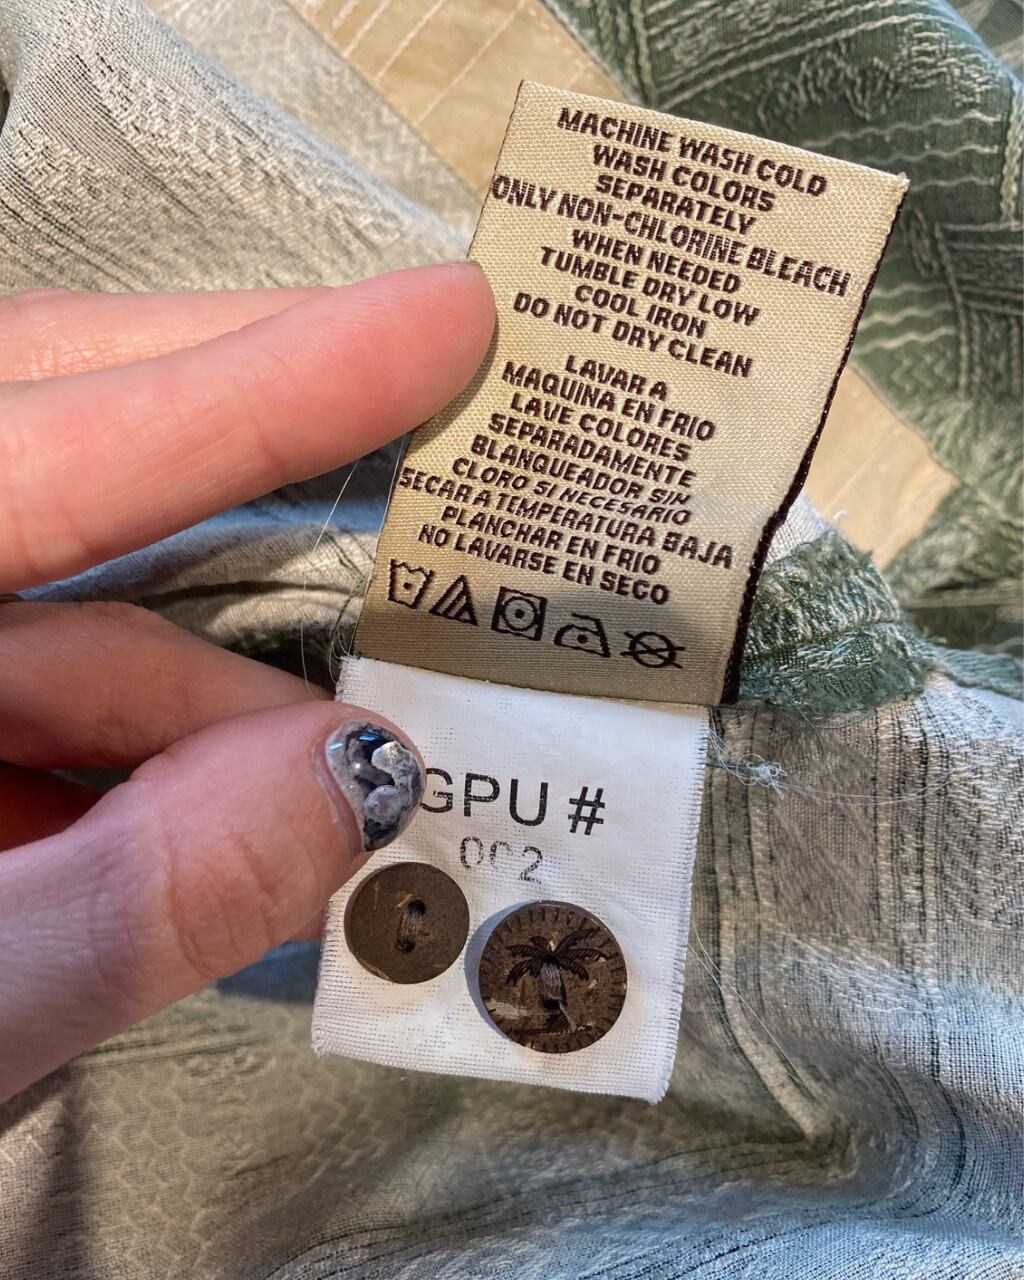 MACHINE WASH COLD
WASH COLORS
SEPARATELY
ONLY NON-CHLORINE BLEACH
WHEN NEEDED
TUMBLE DRY LOW
COOL IRON
DO NOT DRY CLEAN
LAVAR A
MAQUINA EN FRIO
LAVE COLORES
SEPARADAMENTE
BLANQUEADOR SIN
CLORO SI NECESARIO
SECAR A TEMPERATURA BAJA
PLANCHAR EN FRIO
NO LAVARSE EN SECO
GPU #
002